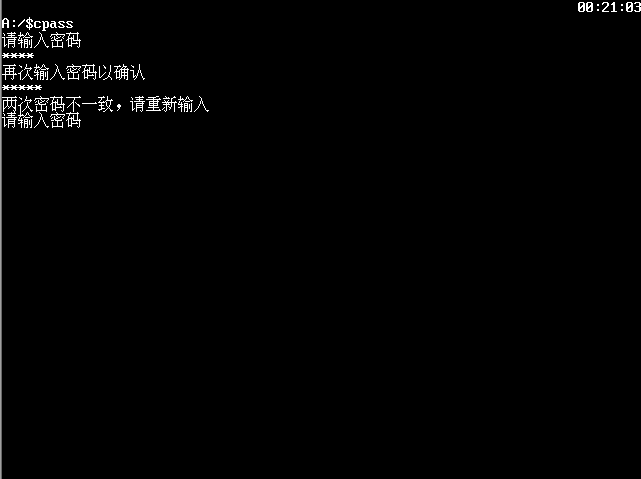 00:21:03
A:/$cpass
请输入密码
****
再次输入密码以确认
*****
两次密码不一致，请重新输入
请输入密码